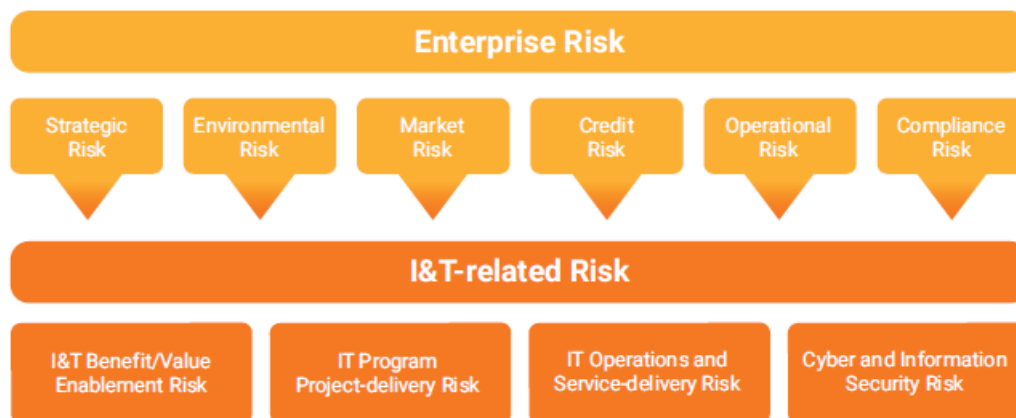 Enterprise Risk
Strategic
Risk
Environmental
Risk
Market
Risk
Credit
Risk
Operational
Risk
Compliance
Risk
I&T-related Risk
I&T Benefit/Value
Enablement Risk
IT Program
Project-delivery Risk
IT Operations and
Service-delivery Risk
Cyber and Information
Security Risk